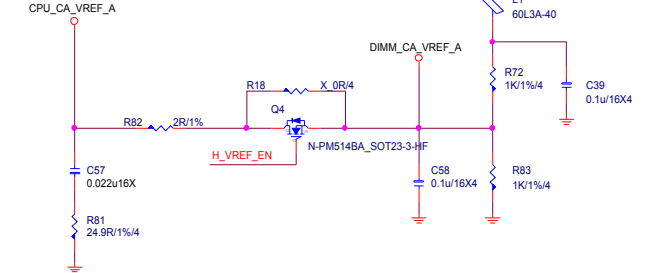 CPU_CA_VREF_A
60L3A-40
DIMM_CA_VREF_A
R18
X_0R/4
R72
1K/1%/4
C39
0.1u/16X4
Q4
R82
2R/1%
N-PM514BA_SOT23-3-HF
H_VREF_EN
C57
0.022u16X
C58
0.1u/16X4
R83
1K/1%/4
R81
24.9R/1%/4